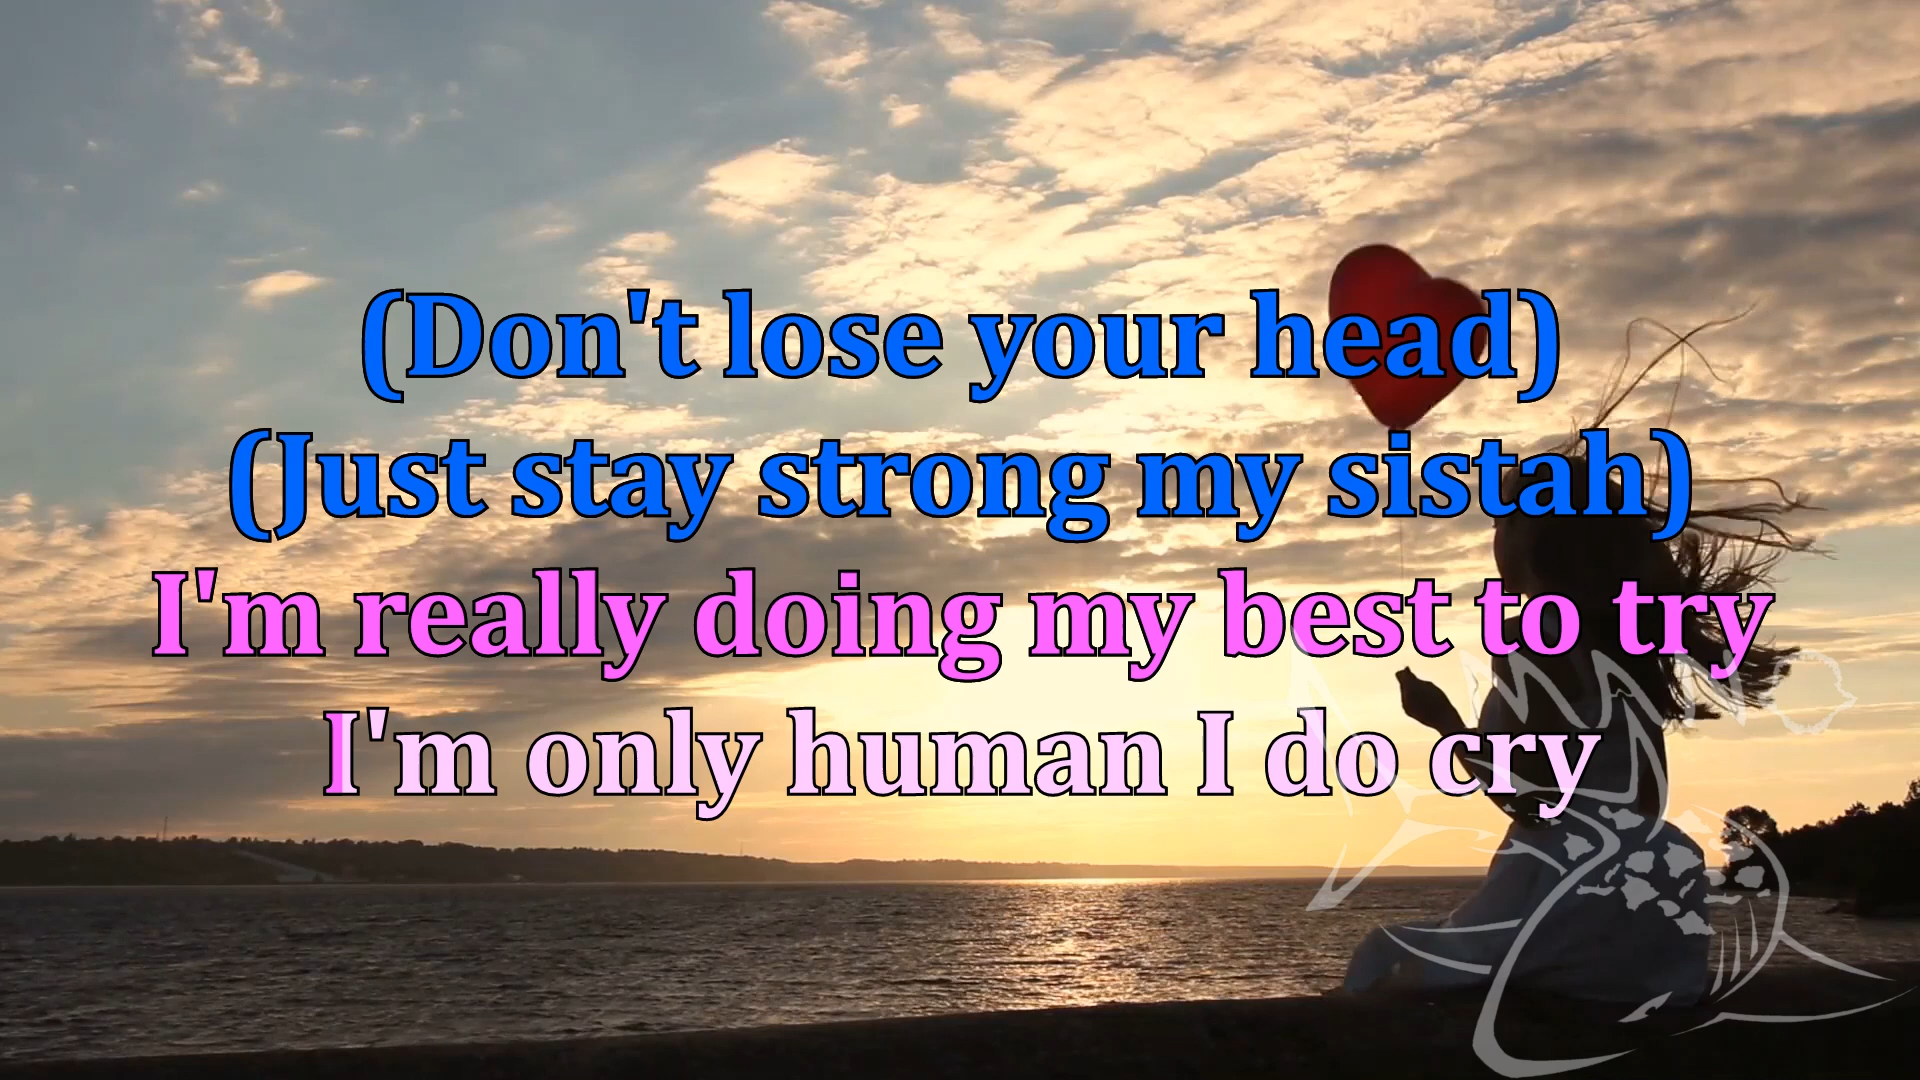 (Don't lose your head)
(Just stay strong my sistah)
I'm really doing my best to try
I'm only human I do cry
MANO